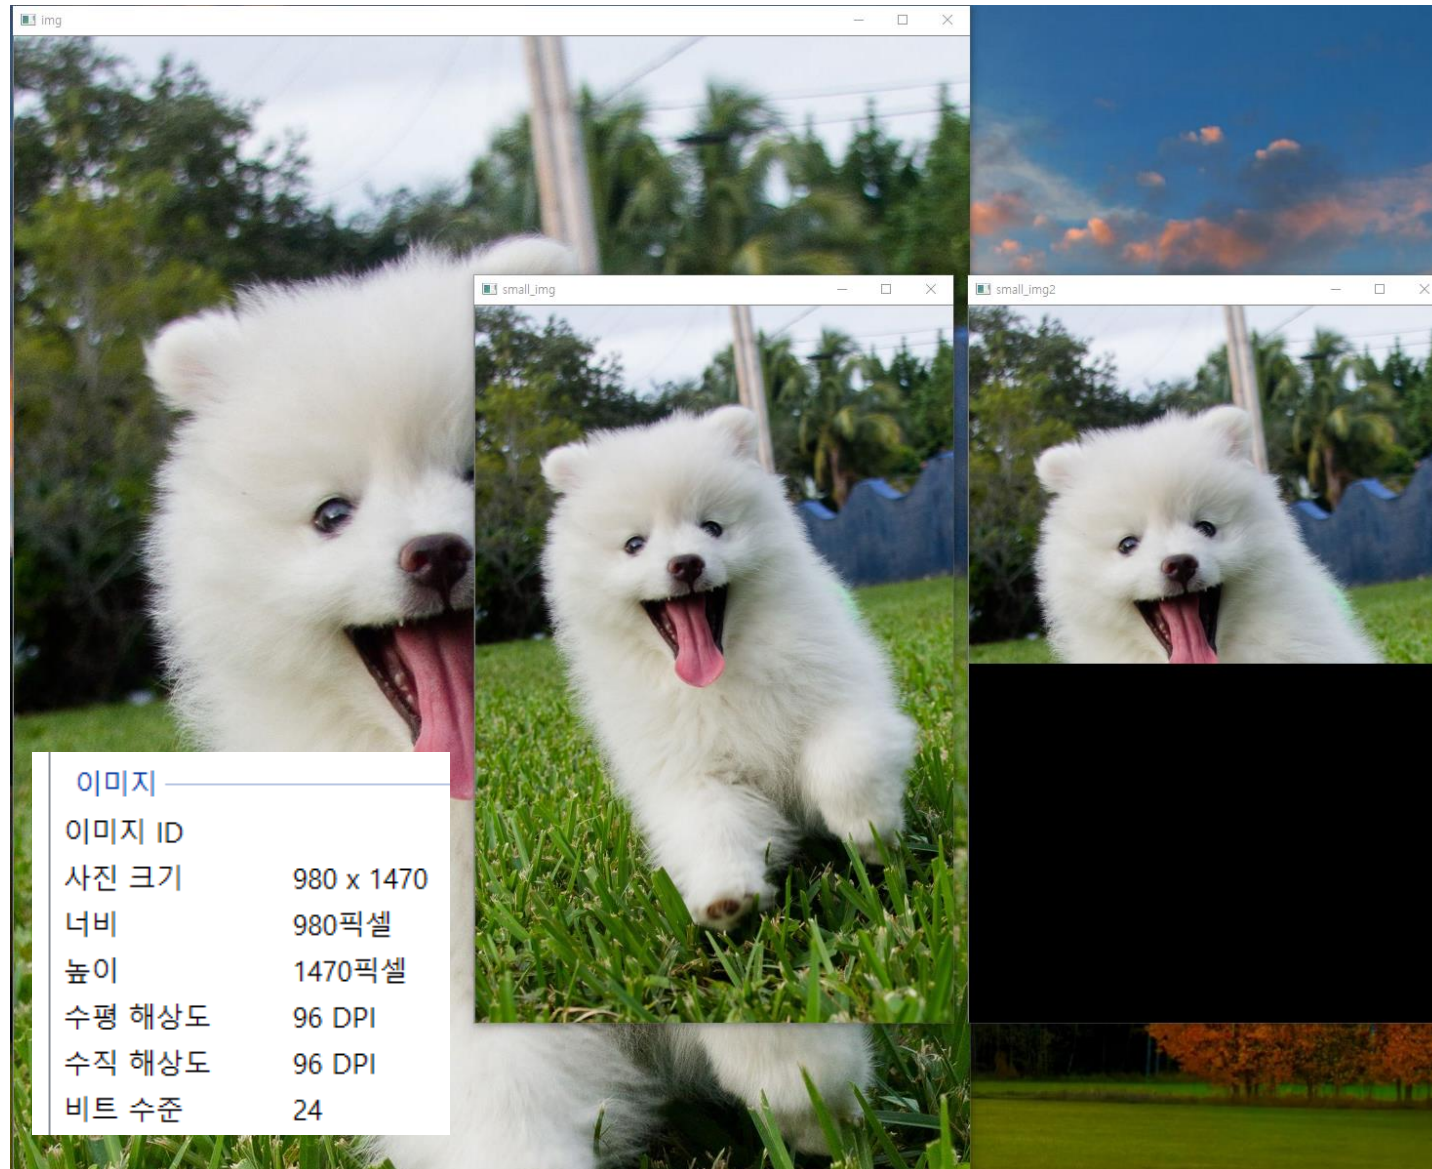 img
small_img
small_img2
이미지
이미지 ID
사진 크기 980 x 1470
너비 980픽셀
높이 1470픽셀
수평 해상도 96 DPI
수직 해상도 96 DPI
비트 수준 24